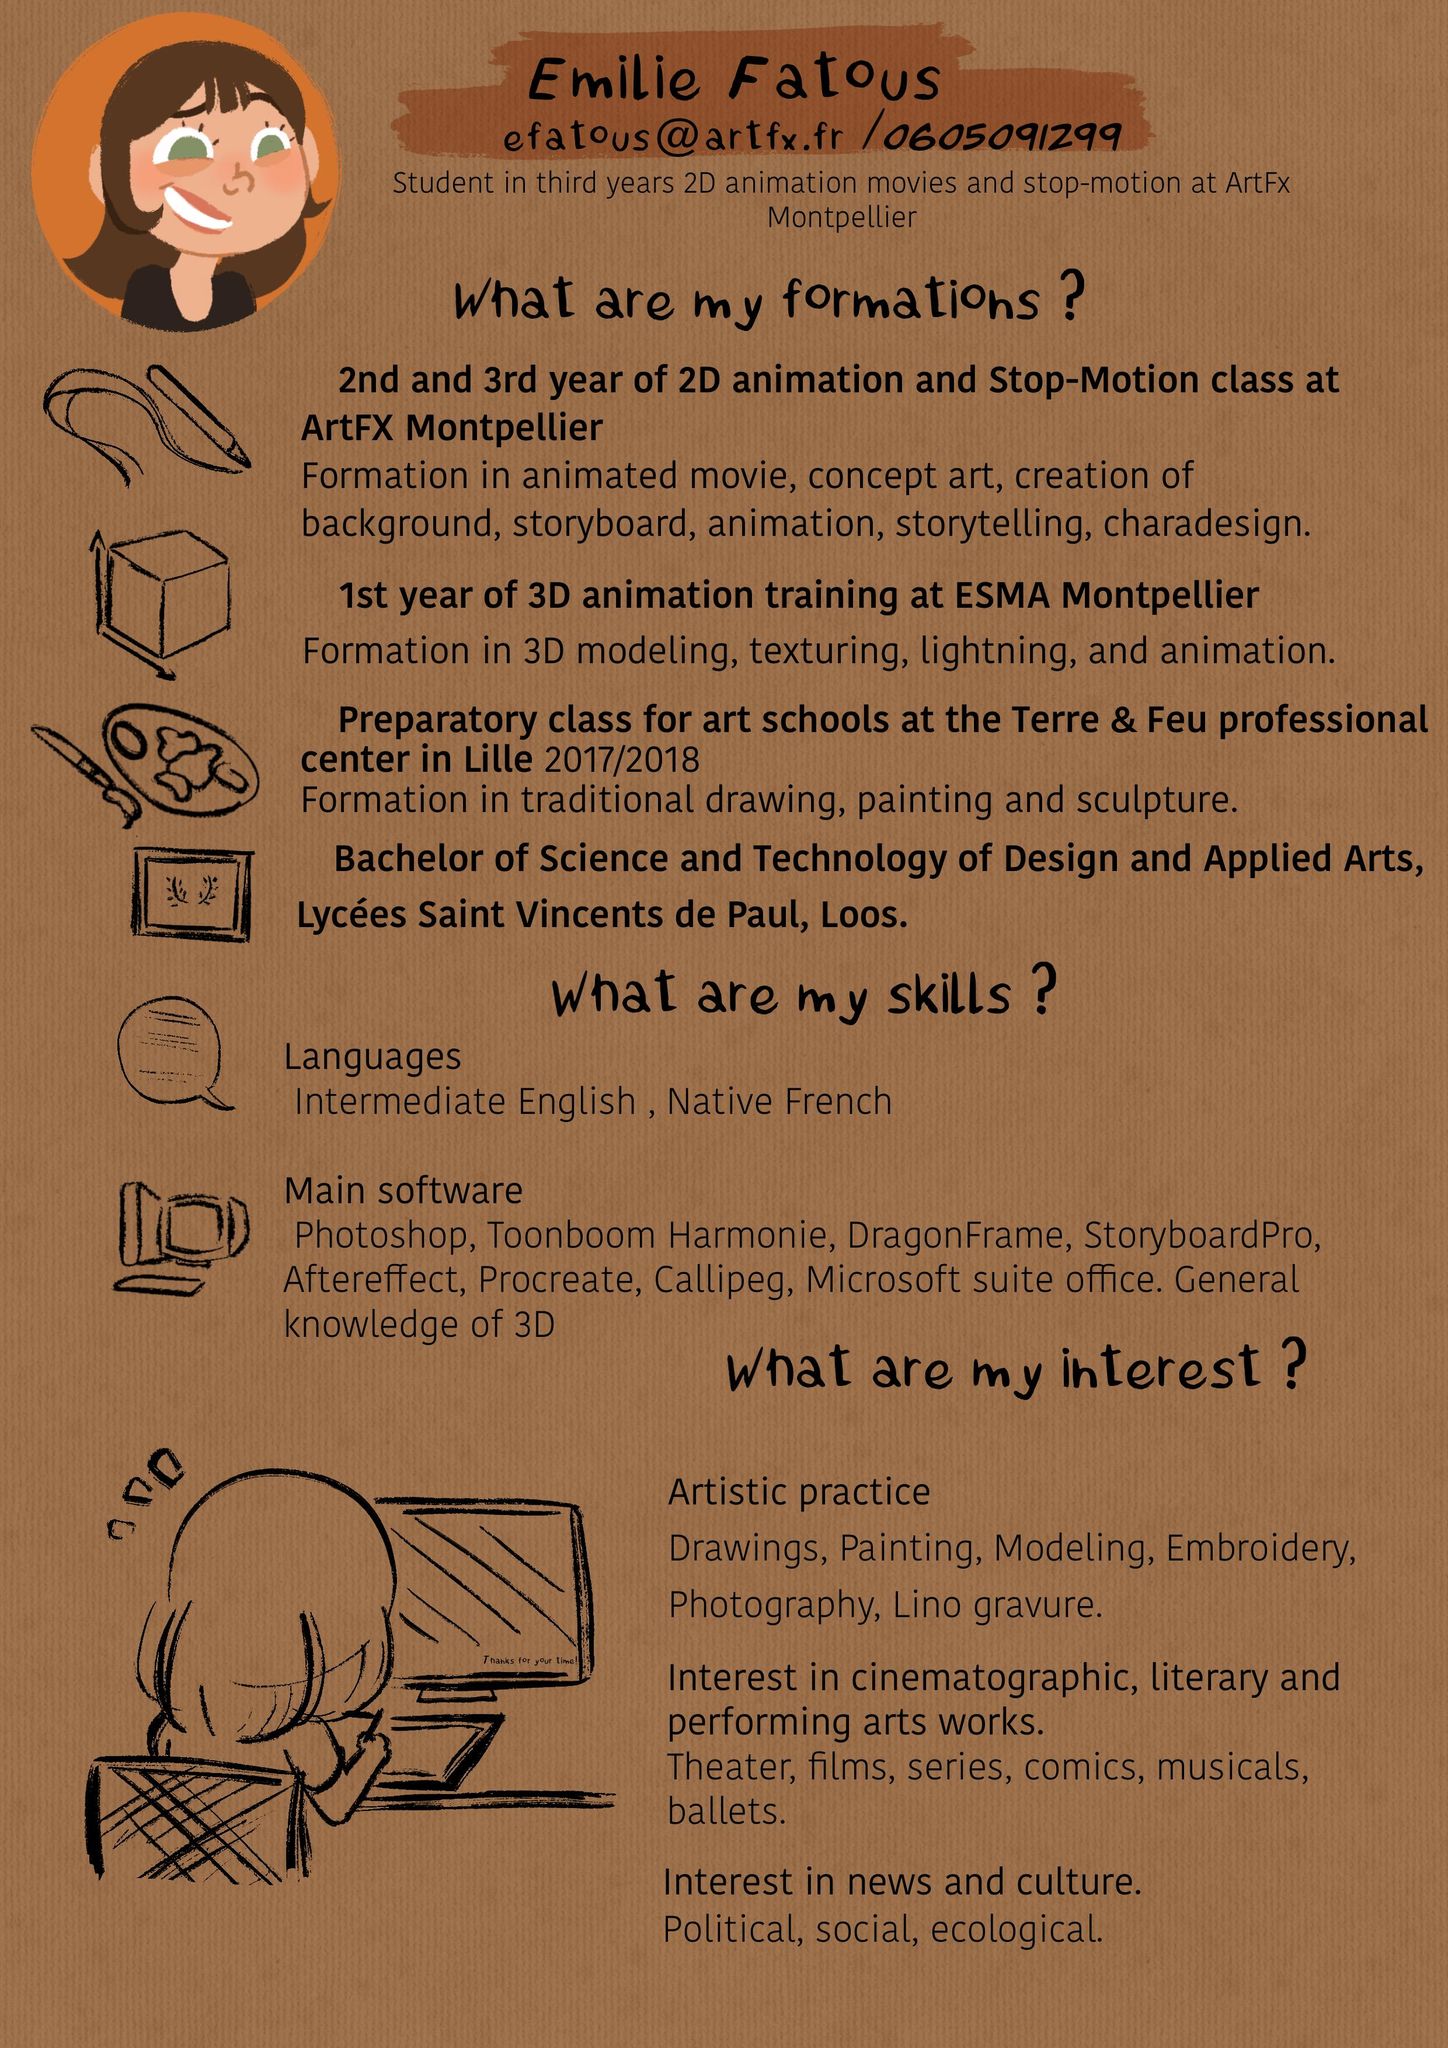 Emilie Fatous
efatous@artfx.fr /0605091299
Student in third years 2D animation movies and stop-motion at ArtFx
Montpellier
What are my formations ?
2nd and 3rd year of 2D animation and Stop-Motion class at
ArtFX Montpellier
Formation in animated movie, concept art, creation of
background, storyboard, animation, storytelling, charadesign.
1st year of 3D animation training at ESMA Montpellier
Formation in 3D modeling, texturing, lightning, and animation.
Preparatory class for art schools at the Terre & Feu professional
center in Lille 2017/2018
Formation in traditional drawing, painting and sculpture.
Bachelor of Science and Technology of Design and Applied Arts,
Lycées Saint Vincents de Paul, Loos.
What are my skills ?
Languages
Intermediate English , Native French
Main software
Photoshop, Toonboom Harmonie, DragonFrame, StoryboardPro,
Aftereffect, Procreate, Callipeg, Microsoft suite office. General
knowledge of 3D
What are my interest ?
Artistic practice
Drawings, Painting, Modeling, Embroidery,
Photography, Lino gravure.
Interest in cinematographic, literary and
performing arts works.
Theater, films, series, comics, musicals,
ballets.
Interest in news and culture.
Political, social, ecological.
Thanks for your time!